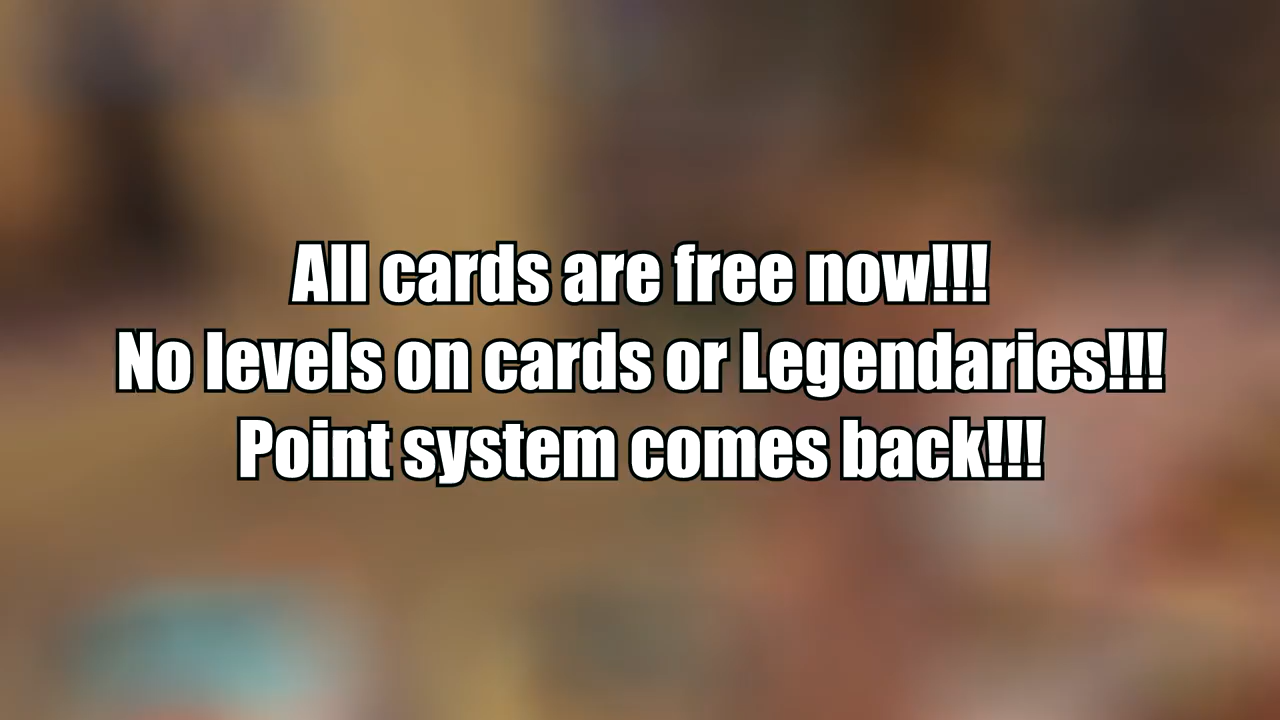 All cards are free now!!!
No levels on cards or Legendaries!!!
Point system comes back!!!